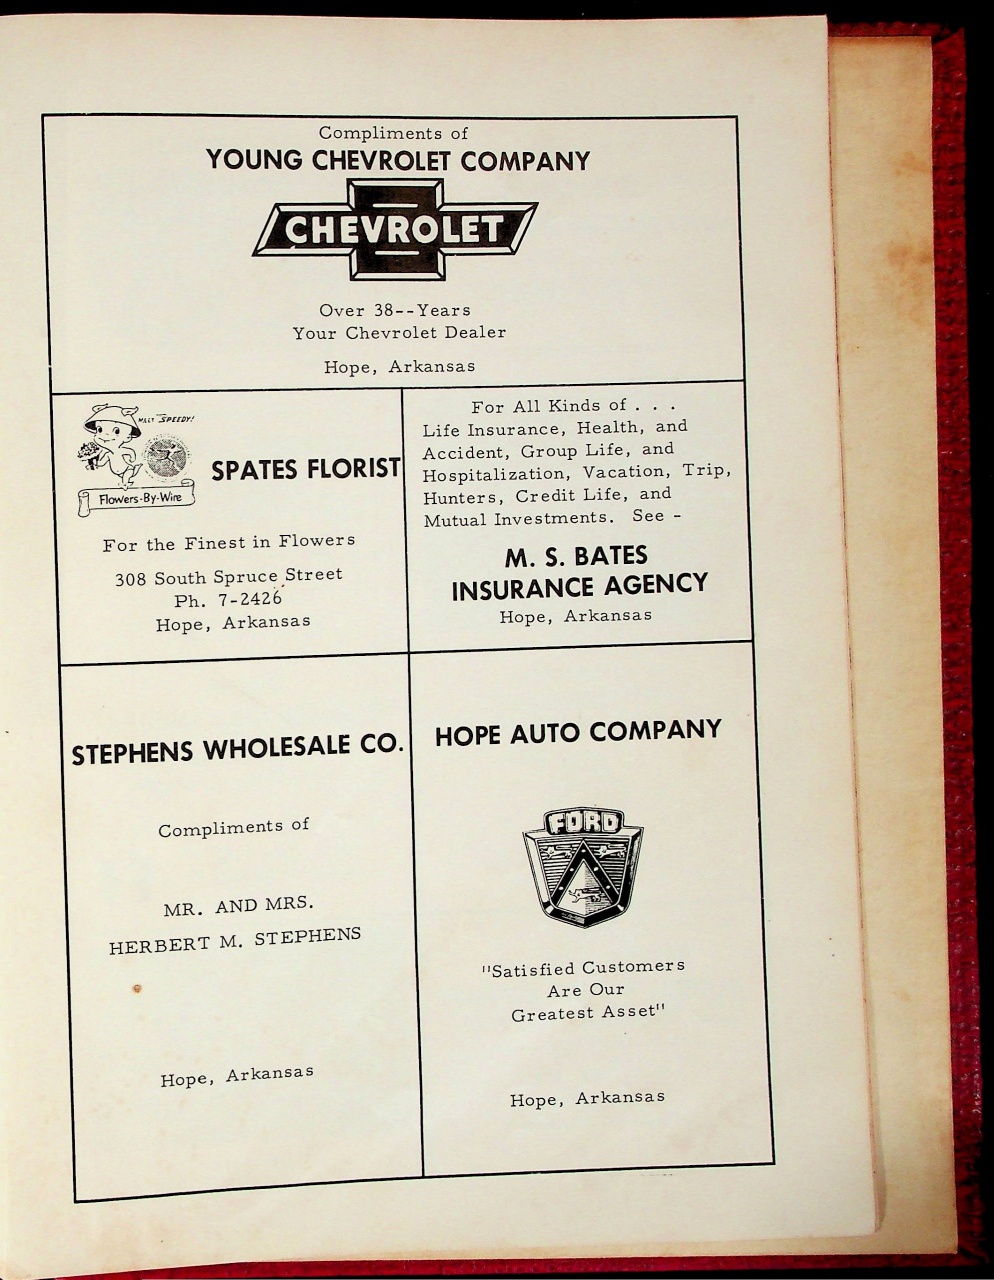 Compliments of
YOUNG CHEVROLET COMPANY
CHEVROLET
Over 38--Years
Your Chevrolet Dealer
Hope, Arkansas
MEET "SPEEDY!
SPATES FLORIST
Flowers-By-Wire
For the Finest in Flowers
308 South Spruce Street
Ph. 7-2426
Hope, Arkansas
For All Kinds of . . .
Life Insurance, Health, and
Accident, Group Life, and
Hospitalization, Vacation, Trip,
Hunters, Credit Life, and
Mutual Investments. See -
M. S. BATES
INSURANCE AGENCY
Hope, Arkansas
STEPHENS WHOLESALE CO.
Compliments of
MR. AND MRS.
HERBERT M. STEPHENS
Hope, Arkansas
HOPE AUTO COMPANY
FORD
"Satisfied Customers
Are Our
Greatest Asset"
Hope, Arkansas